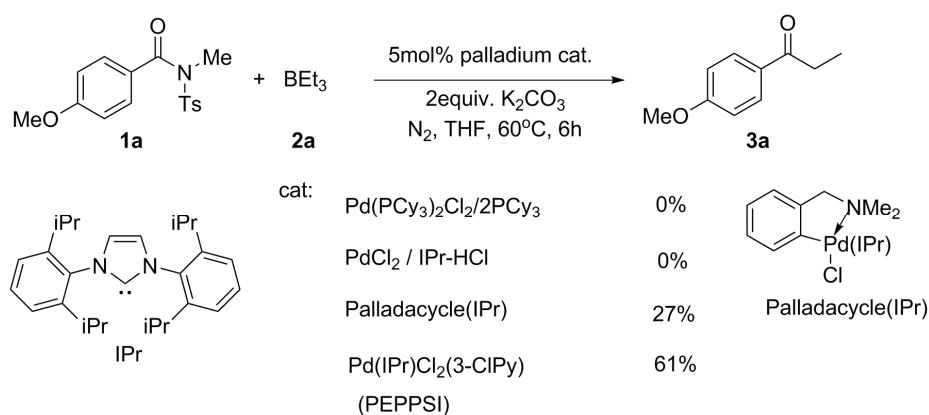 O
MeO
N
Me
Ts
1a
+
BEt₃
2a
5mol% palladium cat.
2equiv. K₂CO₃
N₂, THF, 60°C, 6h
O
MeO
3a
cat:
Pd(PCy₃)₂Cl₂/2PCy₃ 0%
PdCl₂ / IPr-HCl 0%
Palladacycle(IPr) 27%
Pd(IPr)Cl₂(3-ClPy) 61%
(PEPPSI)
iPr
iPr
N
N
iPr
iPr
IPr
NMe₂
Pd(IPr)
Cl
Palladacycle(IPr)